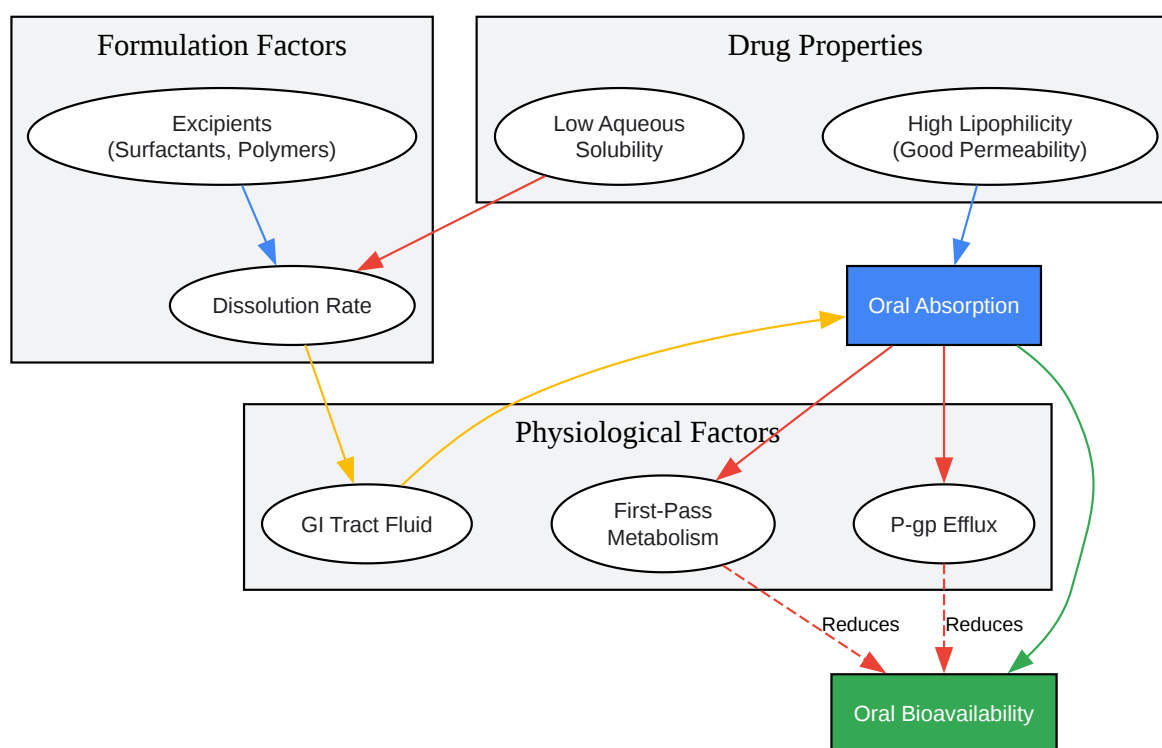 Formulation Factors
Drug Properties
Excipients
(Surfactants, Polymers)
Low Aqueous
Solubility
High Lipophilicity
(Good Permeability)
Dissolution Rate
Oral Absorption
Physiological Factors
GI Tract Fluid
First-Pass
Metabolism
P-gp Efflux
Reduces
Reduces
Oral Bioavailability